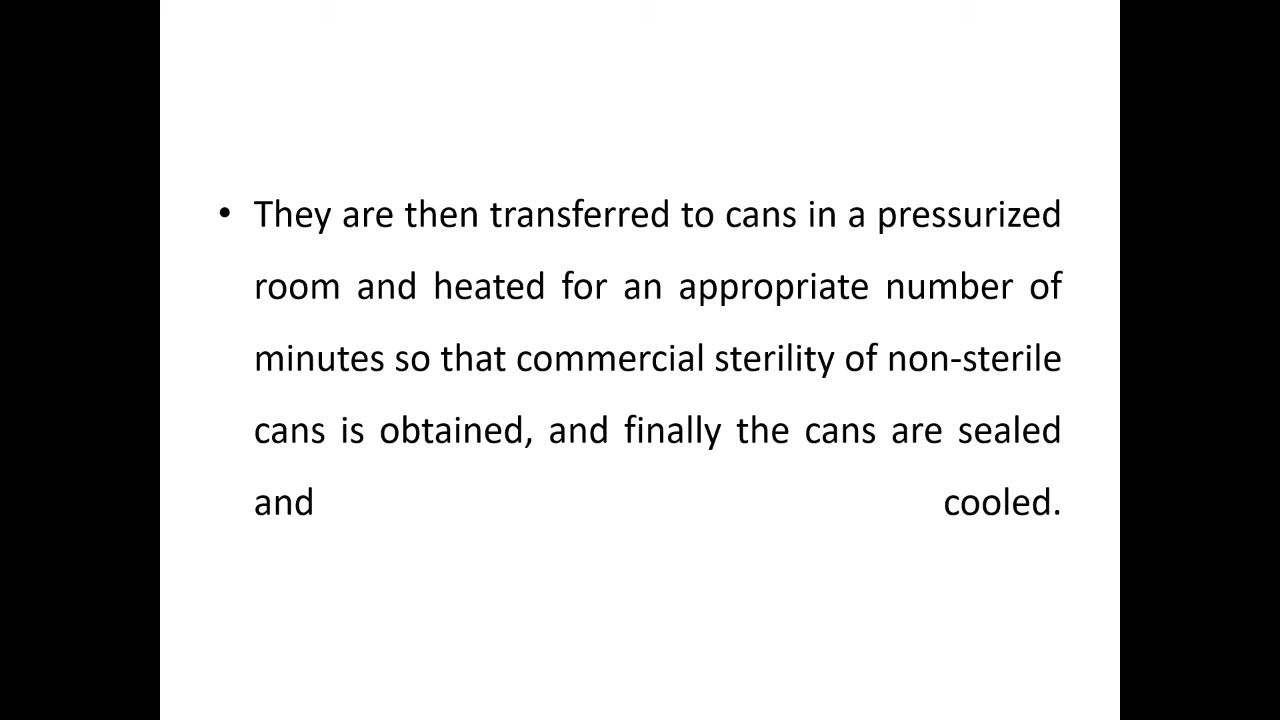 • They are then transferred to cans in a pressurized
room and heated for an appropriate number of
minutes so that commercial sterility of non-sterile
cans is obtained, and finally the cans are sealed
and cooled.